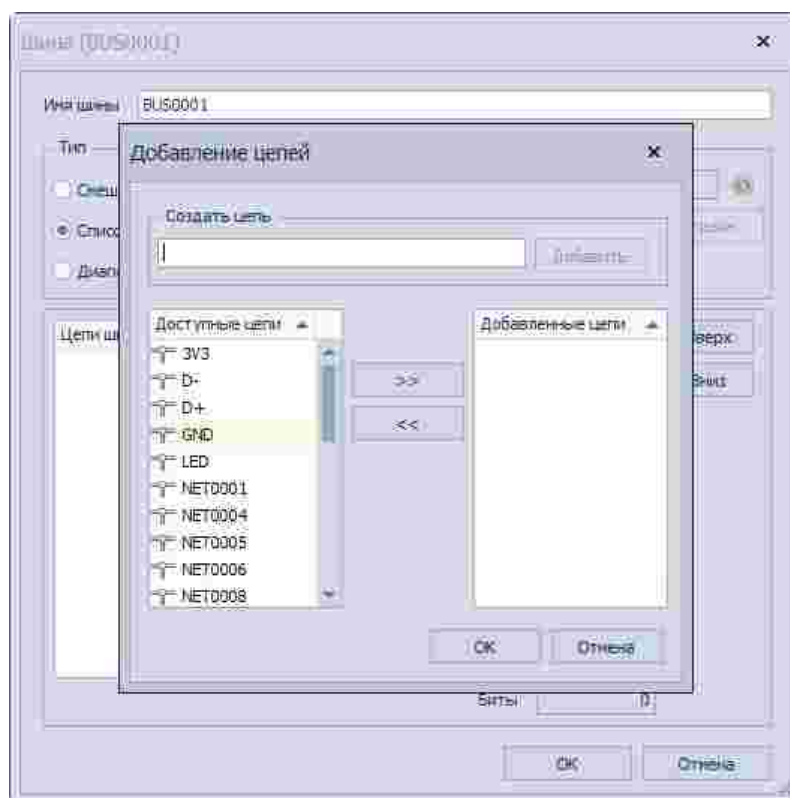 Шина (BUS0001)
Имя шины BUS0001
Тип
Добавление цепей
Создать цепь
Добавить
Цепи
Доступные цепи
Добавленные цепи
3V3
D-
>>
D+
<<
GND
LED
NET0001
NET0004
NET0005
NET0006
NET0008
OK Отмена
Биты 0
OK Отмена